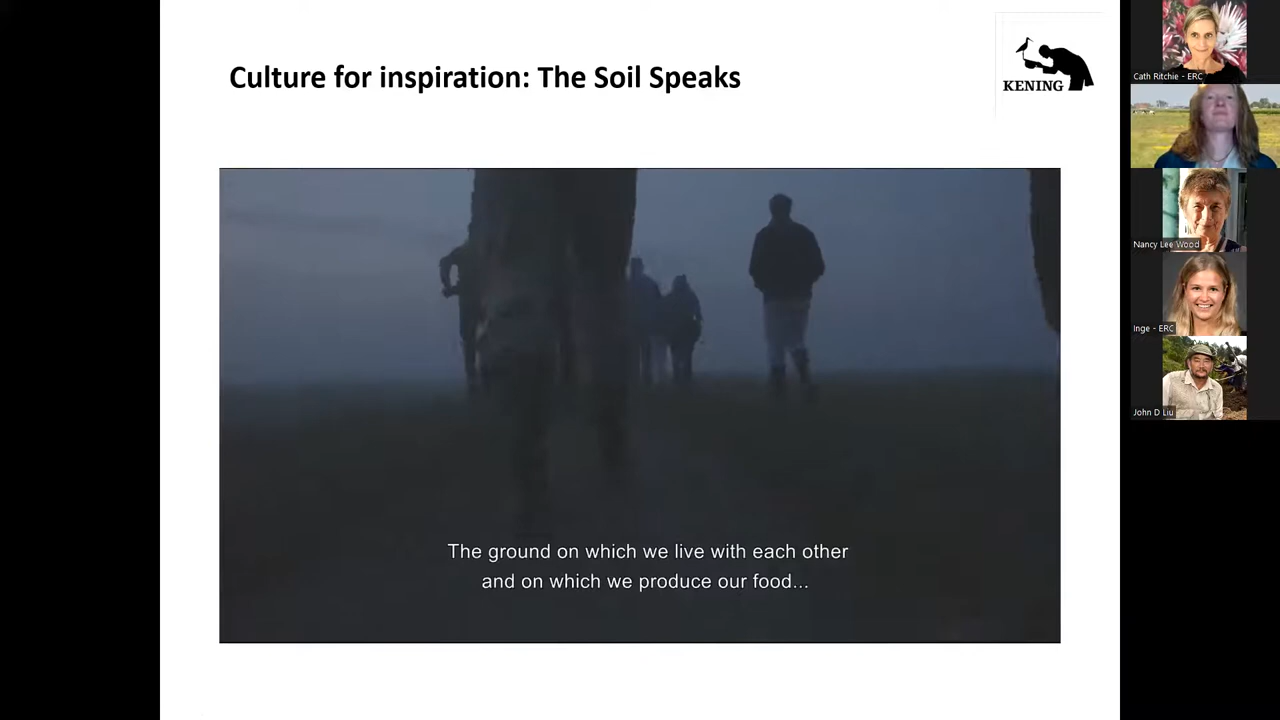 Culture for inspiration: The Soil Speaks
KENING
The ground on which we live with each other
and on which we produce our food...
Cath Ritchie - ERC
Nancy Lee Wood
Inge - ERC
John D Liu